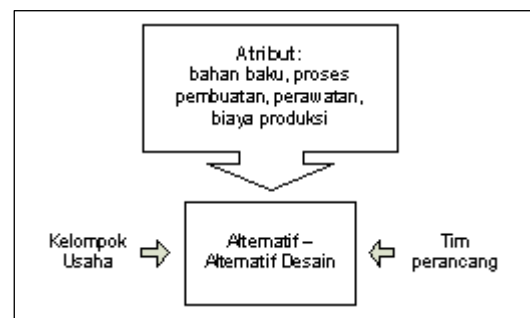 Atribut:
bahan baku, proses
pembuatan, perawatan,
biaya produksi
Kelompok
Usaha
Alternatif –
Alternatif Desain
Tim
perancang